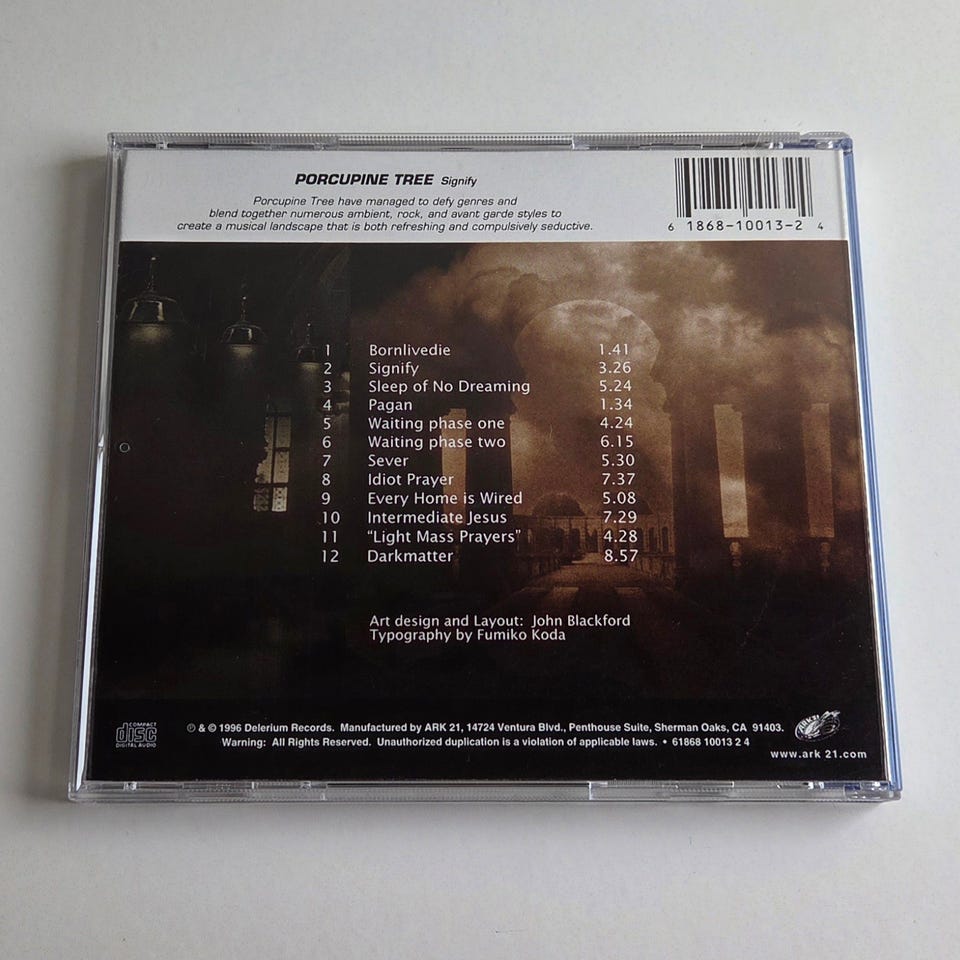 PORCUPINE TREE Signify
Porcupine Tree have managed to defy genres and
blend together numerous ambient, rock, and avant garde styles to
create a musical landscape that is both refreshing and compulsively seductive.
6 1868-10013-2 4
1 Bornlivedie 1.41
2 Signify 3.26
3 Sleep of No Dreaming 5.24
4 Pagan 1.34
5 Waiting phase one 4.24
6 Waiting phase two 6.15
7 Sever 5.30
8 Idiot Prayer 7.37
9 Every Home is Wired 5.08
10 Intermediate Jesus 7.29
11 “Light Mass Prayers” 4.28
12 Darkmatter 8.57
Art design and Layout: John Blackford
Typography by Fumiko Koda
COMPACT
disc
DIGITAL AUDIO
℗ & © 1996 Delerium Records. Manufactured by ARK 21, 14724 Ventura Blvd., Penthouse Suite, Sherman Oaks, CA 91403.
Warning: All Rights Reserved. Unauthorized duplication is a violation of applicable laws. • 61868 10013 2 4
ARK21
www.ark 21.com